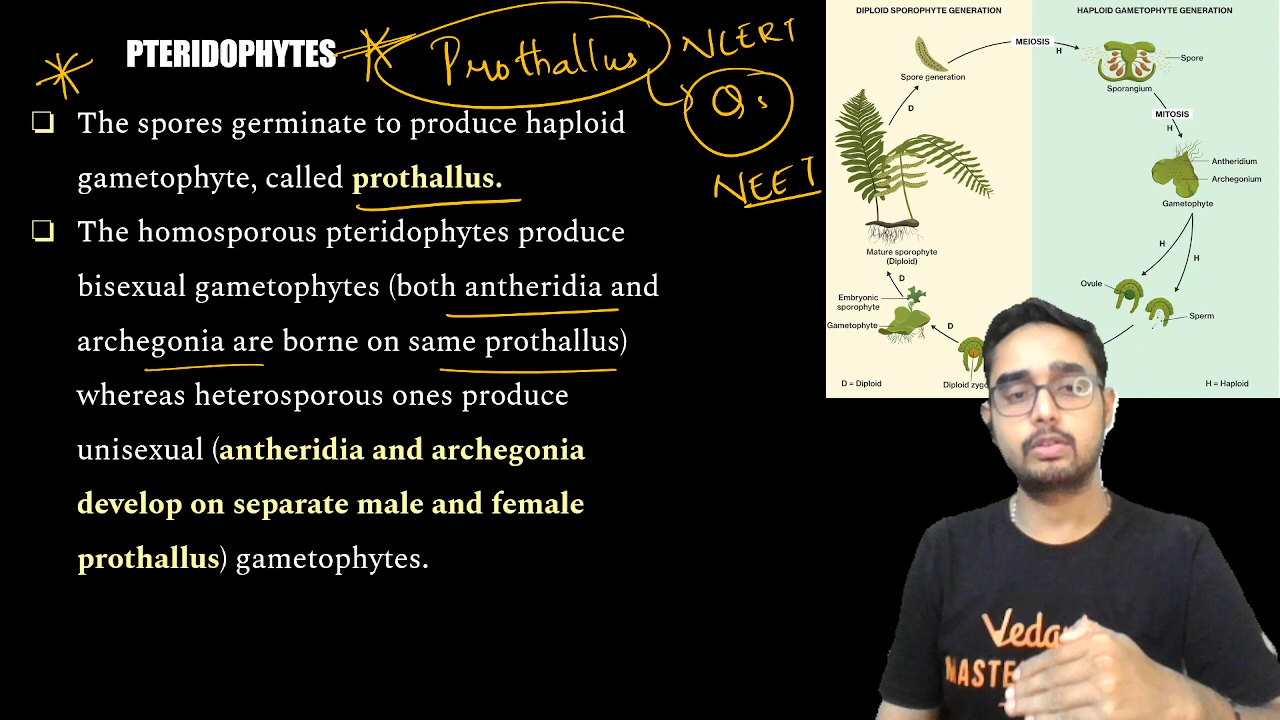 PTERIDOPHYTES
Prothallus
NCERT
Qs
NEET
❑ The spores germinate to produce haploid
gametophyte, called prothallus.
❑ The homosporous pteridophytes produce
bisexual gametophytes (both antheridia and
archegonia are borne on same prothallus)
whereas heterosporous ones produce
unisexual (antheridia and archegonia
develop on separate male and female
prothallus) gametophytes.
DIPLOID SPOROPHYTE GENERATION
HAPLOID GAMETOPHYTE GENERATION
MEIOSIS
H
Spore
Spore generation
Sporangium
D
MITOSIS
H
Antheridium
Archegonium
Gametophyte
Mature sporophyte
(Diploid)
H
H
D
Ovule
Embryonic
sporophyte
Sperm
Gametophyte
D
D = Diploid
Diploid
H = Haploid